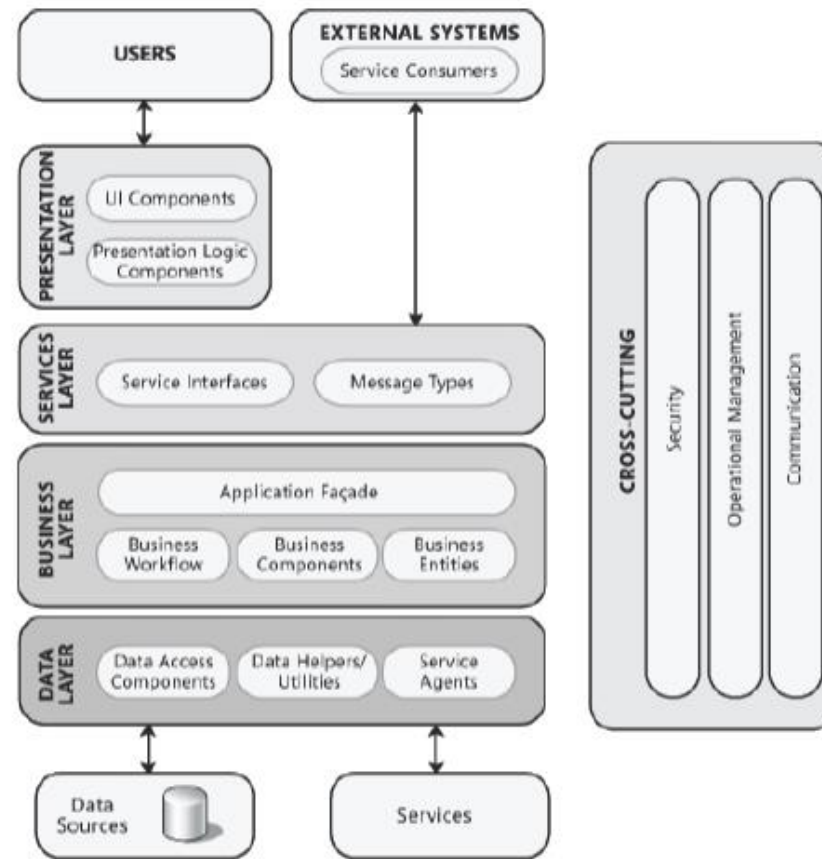 USERS
EXTERNAL SYSTEMS
Service Consumers
PRESENTATION
LAYER
UI Components
Presentation Logic
Components
SERVICES
LAYER
Service Interfaces
Message Types
BUSINESS
LAYER
Application Façade
Business
Workflow
Business
Components
Business
Entities
DATA
LAYER
Data Access
Components
Data Helpers/
Utilities
Service
Agents
Data
Sources
Services
CROSS-CUTTING
Security
Operational Management
Communication